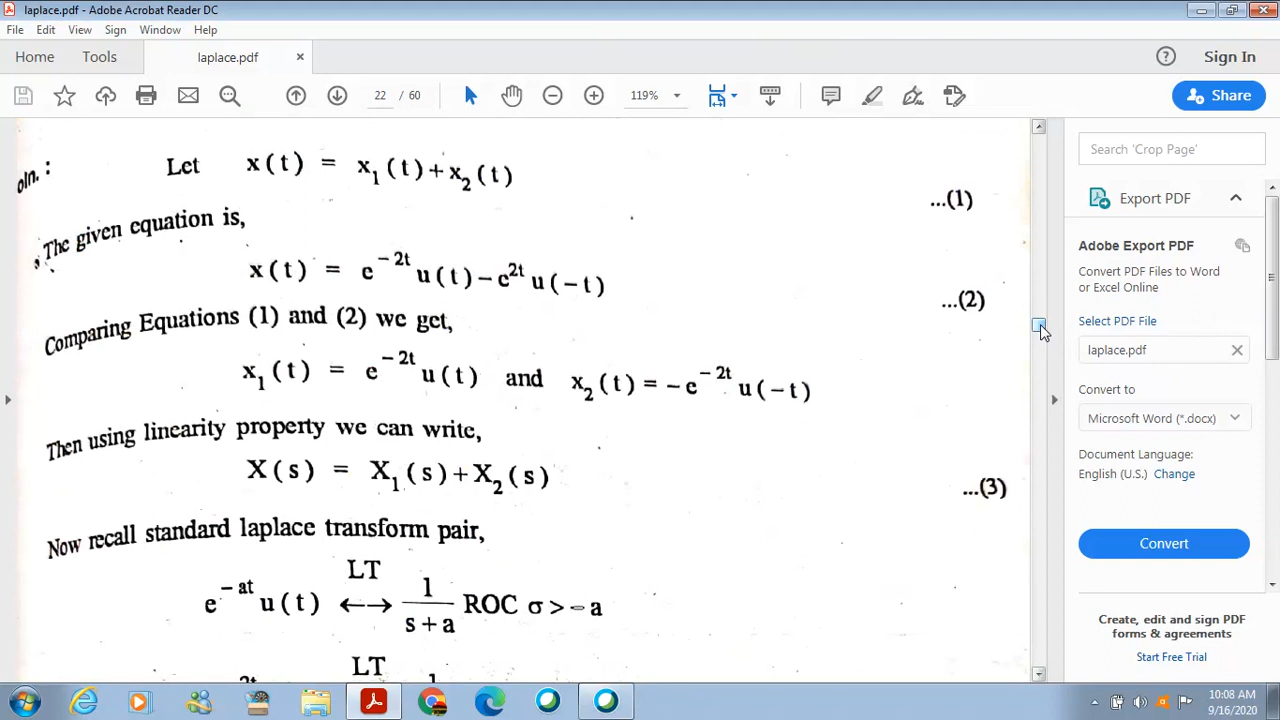 laplace.pdf - Adobe Acrobat Reader DC
File Edit View Sign Window Help
Home Tools laplace.pdf × Sign In
22 / 60 119% Share
oln. : Let x(t) = x₁(t)+x₂(t)
...(1)
The given equation is,
x(t) = e^{-2t} u(t) – e^{2t} u(–t)
...(2)
Comparing Equations (1) and (2) we get,
x₁(t) = e^{-2t} u(t) and x₂(t) = – e^{-2t} u(–t)
Then using linearity property we can write,
X(s) = X₁(s)+X₂(s)
...(3)
Now recall standard laplace transform pair,
LT
e^{-at} u(t) ⟷ 1/(s+a) ROC σ > – a
LT
2t 1
Search 'Crop Page'
Export PDF
Adobe Export PDF
Convert PDF Files to Word
or Excel Online
Select PDF File
laplace.pdf
Convert to
Microsoft Word (*.docx)
Document Language:
English (U.S.) Change
Convert
Create, edit and sign PDF
forms & agreements
Start Free Trial
10:08 AM
9/16/2020